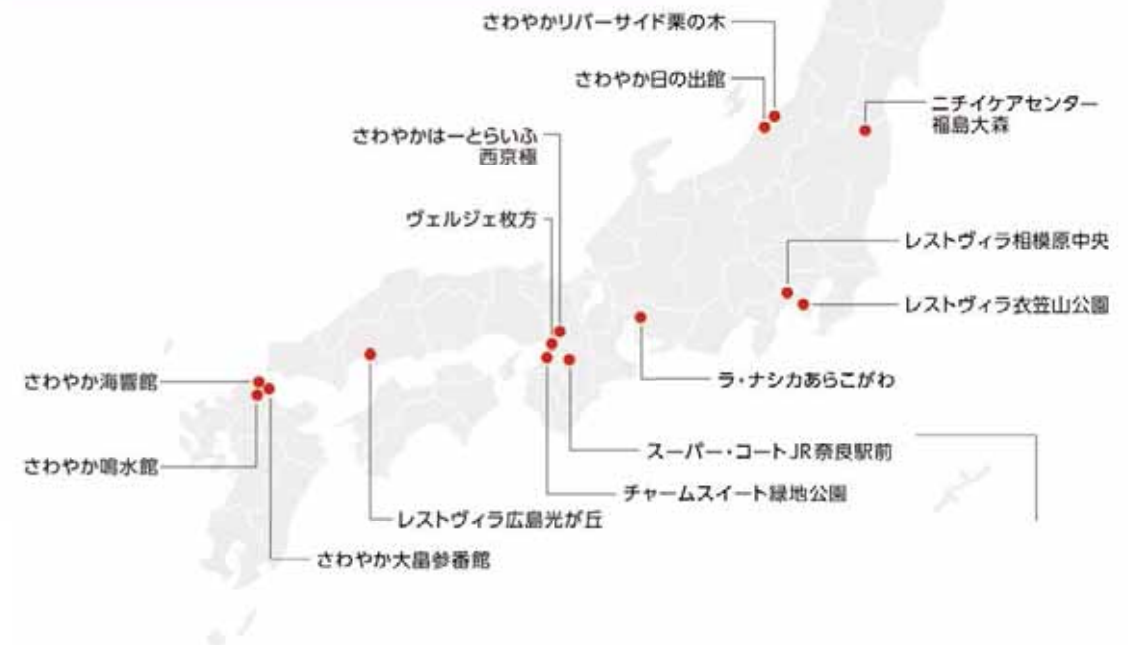 さわやかリバーサイド栗の木
さわやか日の出館
ニチイケアセンター
福島大森
さわやかはーとらいふ
西京極
ヴェルジェ枚方
レストヴィラ相模原中央
レストヴィラ衣笠山公園
さわやか海響館
ラ・ナシカあらこがわ
スーパー・コートJR奈良駅前
さわやか鳴水館
チャームスイート緑地公園
レストヴィラ広島光が丘
さわやか大畠参番館